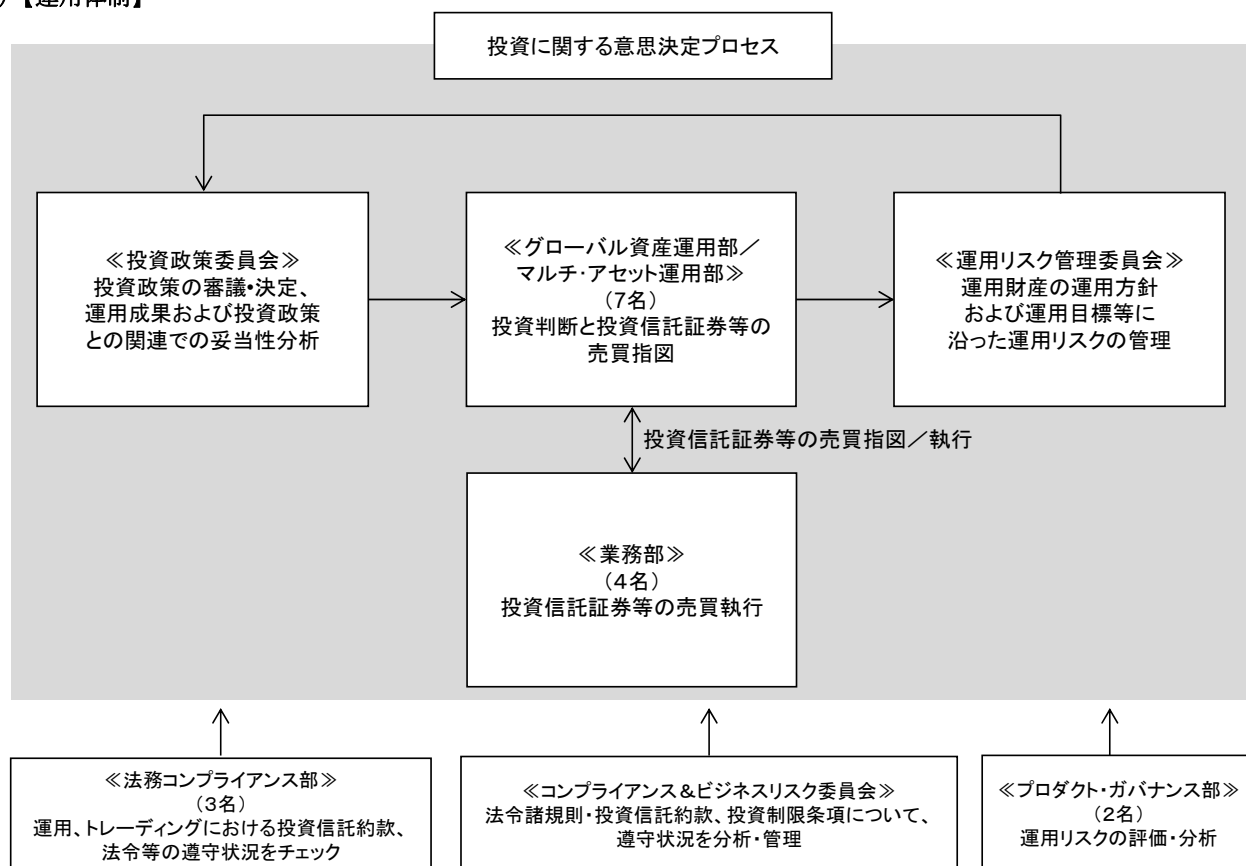 ）【運用体制】
投資に関する意思決定プロセス
≪投資政策委員会≫
投資政策の審議・決定、
運用成果および投資政策
との関連での妥当性分析
≪グローバル資産運用部／
マルチ・アセット運用部≫
（7名）
投資判断と投資信託証券等の
売買指図
≪運用リスク管理委員会≫
運用財産の運用方針
および運用目標等に
沿った運用リスクの管理
投資信託証券等の売買指図／執行
≪業務部≫
（4名）
投資信託証券等の売買執行
≪法務コンプライアンス部≫
（3名）
運用、トレーディングにおける投資信託約款、
法令等の遵守状況をチェック
≪コンプライアンス＆ビジネスリスク委員会≫
法令諸規則・投資信託約款、投資制限条項について、
遵守状況を分析・管理
≪プロダクト・ガバナンス部≫
（2名）
運用リスクの評価・分析